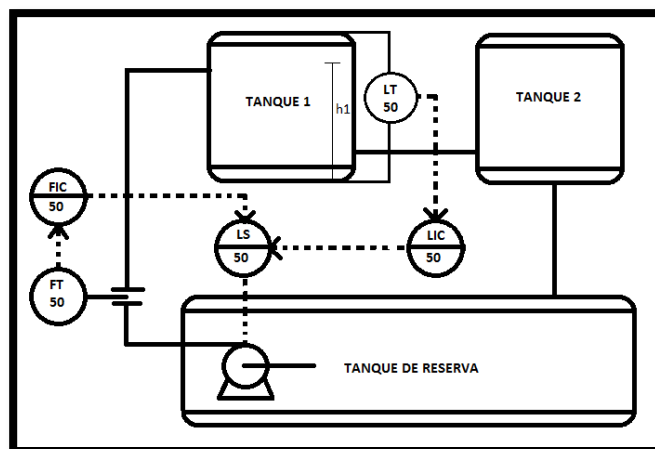 TANQUE 1
h1
LT
50
TANQUE 2
FIC
50
LS
50
LIC
50
FT
50
TANQUE DE RESERVA